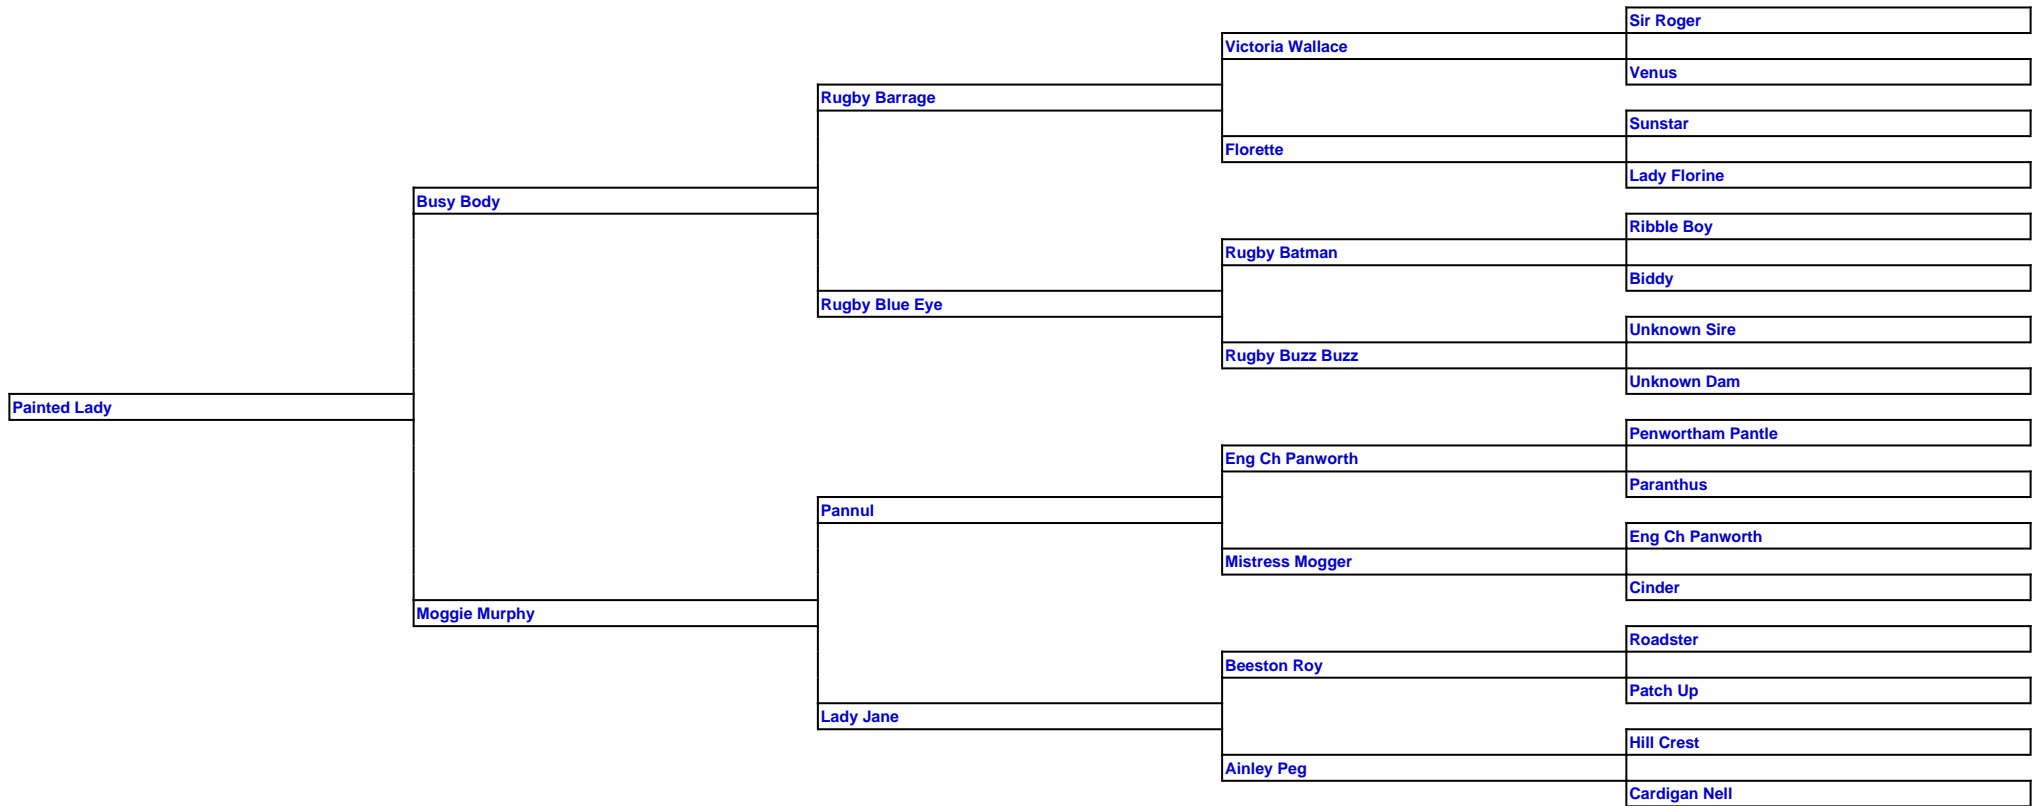 Sir Roger
Victoria Wallace
Venus
Rugby Barrage
Sunstar
Florette
Lady Florine
Busy Body
Ribble Boy
Rugby Batman
Biddy
Rugby Blue Eye
Unknown Sire
Rugby Buzz Buzz
Unknown Dam
Painted Lady
Penwortham Pantle
Eng Ch Panworth
Paranthus
Pannul
Eng Ch Panworth
Mistress Mogger
Cinder
Moggie Murphy
Roadster
Beeston Roy
Patch Up
Lady Jane
Hill Crest
Ainley Peg
Cardigan Nell